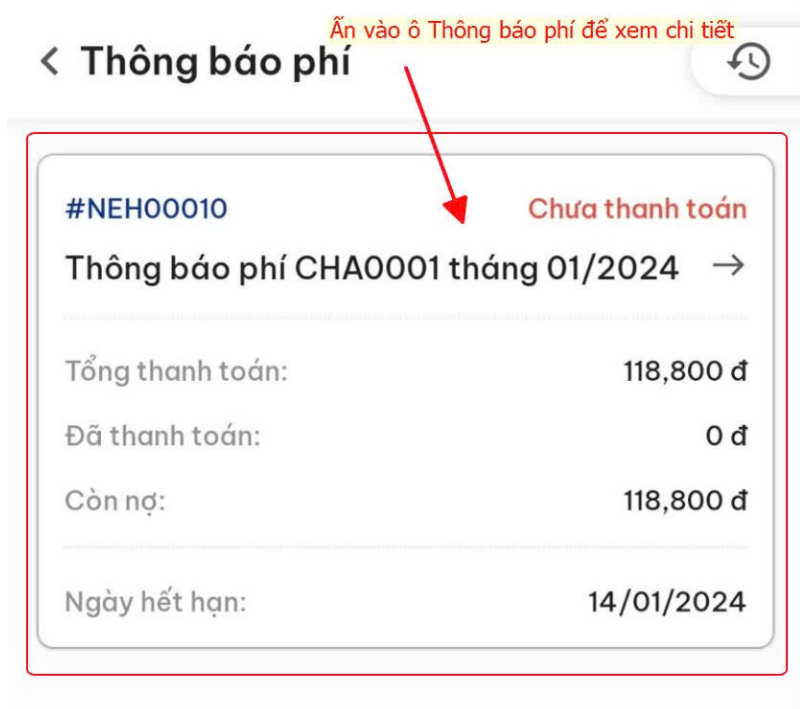 Ấn vào ô Thông báo phí để xem chi tiết
Thông báo phí
#NEH00010 Chưa thanh toán
Thông báo phí CHA0001 tháng 01/2024
Tổng thanh toán: 118,800 đ
Đã thanh toán: 0 đ
Còn nợ: 118,800 đ
Ngày hết hạn: 14/01/2024